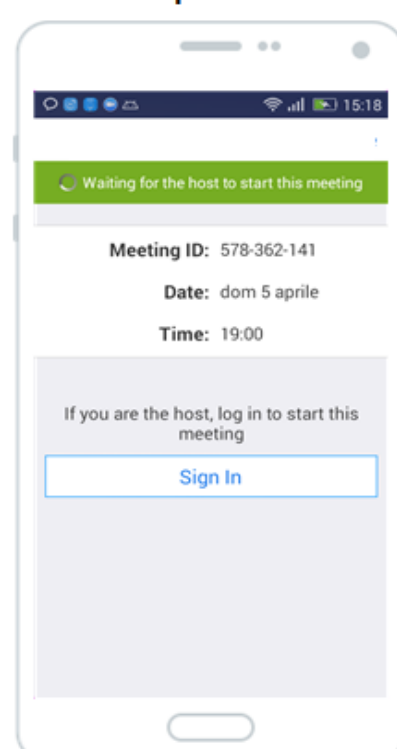 15:18
Waiting for the host to start this meeting
Meeting ID: 578-362-141
Date: dom 5 aprile
Time: 19:00
If you are the host, log in to start this
meeting
Sign In